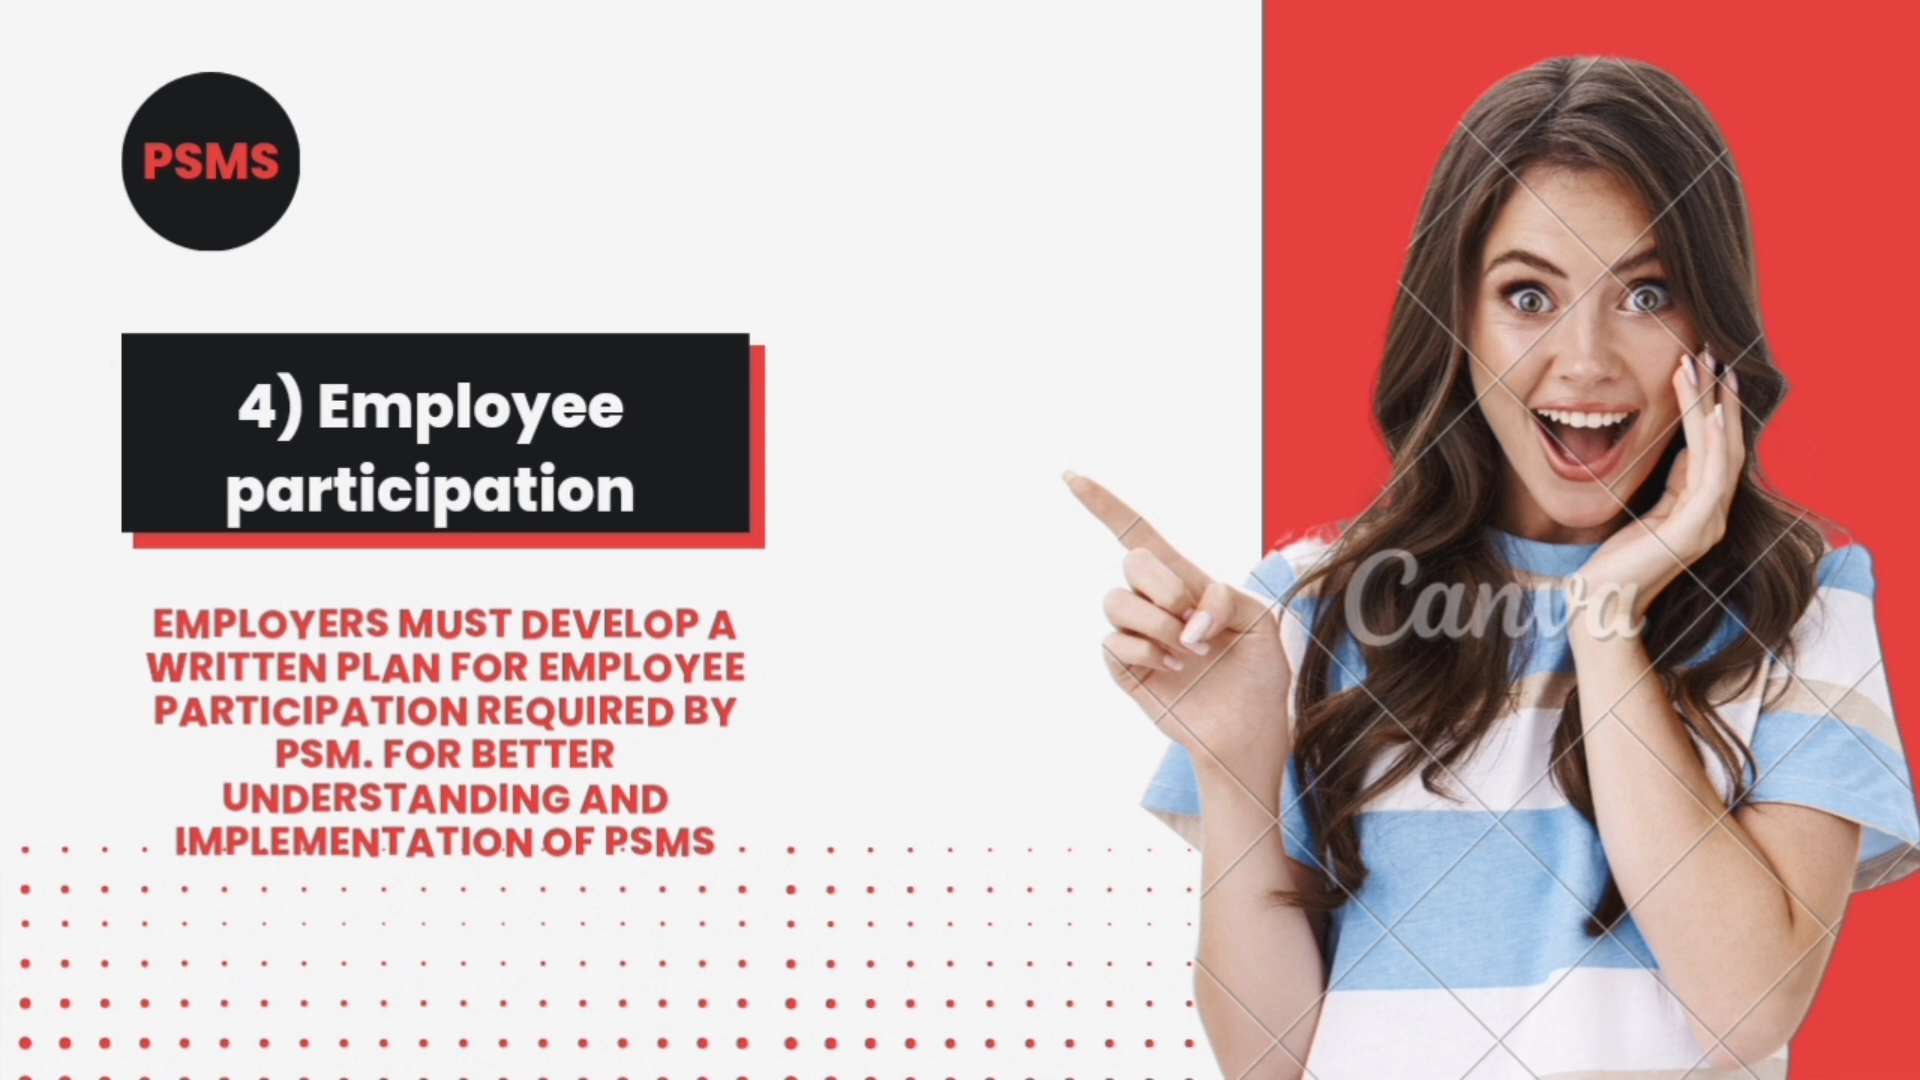 PSMS
4) Employee
participation
EMPLOYERS MUST DEVELOP A
WRITTEN PLAN FOR EMPLOYEE
PARTICIPATION REQUIRED BY
PSM. FOR BETTER
UNDERSTANDING AND
IMPLEMENTATION OF PSMS
Canva